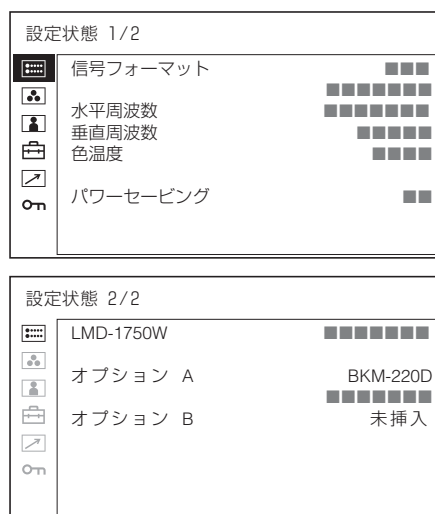 設定状態 1/2
信号フォーマット ■■■
■■■■■■■
水平周波数 ■■■■■■■
垂直周波数 ■■■■■
色温度 ■■■■
パワーセービング ■■
設定状態 2/2
LMD-1750W ■■■■■■■
オプション A BKM-220D
■■■■■■■
オプション B 未挿入